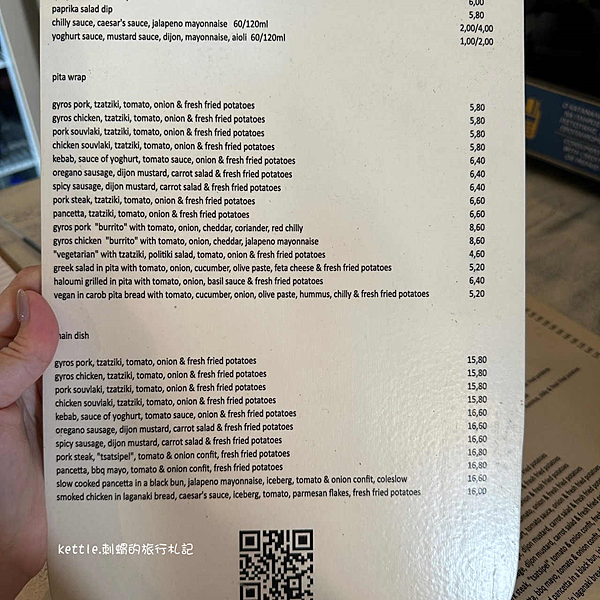 6,00
paprika salad dip 5,80
chilly sauce, caesar's sauce, jalapeno mayonnaise 60/120ml 2,00/4,00
yoghurt sauce, mustard sauce, dijon, mayonnaise, aioli 60/120ml 1,00/2,00
pita wrap
gyros pork, tzatziki, tomato, onion & fresh fried potatoes 5,80
gyros chicken, tzatziki, tomato, onion & fresh fried potatoes 5,80
pork souvlaki, tzatziki, tomato, onion & fresh fried potatoes 5,80
chicken souvlaki, tzatziki, tomato, onion & fresh fried potatoes 5,80
kebab, sauce of yoghurt, tomato sauce, onion & fresh fried potatoes 6,40
oregano sausage, dijon mustard, carrot salad & fresh fried potatoes 6,40
spicy sausage, dijon mustard, carrot salad & fresh fried potatoes 6,40
pork steak, tzatziki, tomato, onion & fresh fried potatoes 6,60
pancetta, tzatziki, tomato, onion & fresh fried potatoes 6,60
gyros pork "burrito" with tomato, onion, cheddar, coriander, red chilly 8,60
gyros chicken "burrito" with tomato, onion, cheddar, jalapeno mayonnaise 8,60
"vegetarian" with tzatziki, politiki salad, tomato, onion & fresh fried potatoes 4,60
greek salad in pita with tomato, onion, cucumber, olive paste, feta cheese & fresh fried potatoes 5,20
haloumi grilled in pita with tomato, onion, basil sauce & fresh fried potatoes 6,40
vegan in carob pita bread with tomato, cucumber, onion, olive paste, hummus, chilly & fresh fried potatoes 5,20
main dish
gyros pork, tzatziki, tomato, onion & fresh fried potatoes 15,80
gyros chicken, tzatziki, tomato, onion & fresh fried potatoes 15,80
pork souvlaki, tzatziki, tomato, onion & fresh fried potatoes 15,80
chicken souvlaki, tzatziki, tomato, onion & fresh fried potatoes 15,80
kebab, sauce of yoghurt, tomato sauce, onion & fresh fried potatoes 16,60
oregano sausage, dijon mustard, carrot salad & fresh fried potatoes 16,60
spicy sausage, dijon mustard, carrot salad & fresh fried potatoes 16,60
pork steak, "tsatsipel", tomato & onion confit, fresh fried potatoes 16,80
pancetta, bbq mayo, tomato & onion confit, fresh fried potatoes 16,80
slow cooked pancetta in a black bun, jalapeno mayonnaise, iceberg, tomato & onion confit, coleslow 16,60
smoked chicken in laganaki bread, caesar's sauce, iceberg, tomato, parmesan flakes, fresh fried potatoes 16,00
kettle.刺蝟的旅行札記